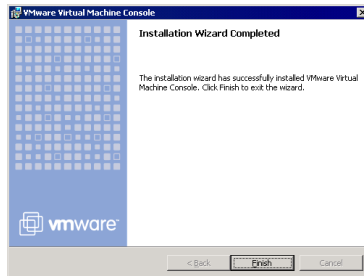 VMware Virtual Machine Console
Installation Wizard Completed
The installation wizard has successfully installed VMware Virtual
Machine Console. Click Finish to exit the wizard.
vmware
< Back
Finish
Cancel